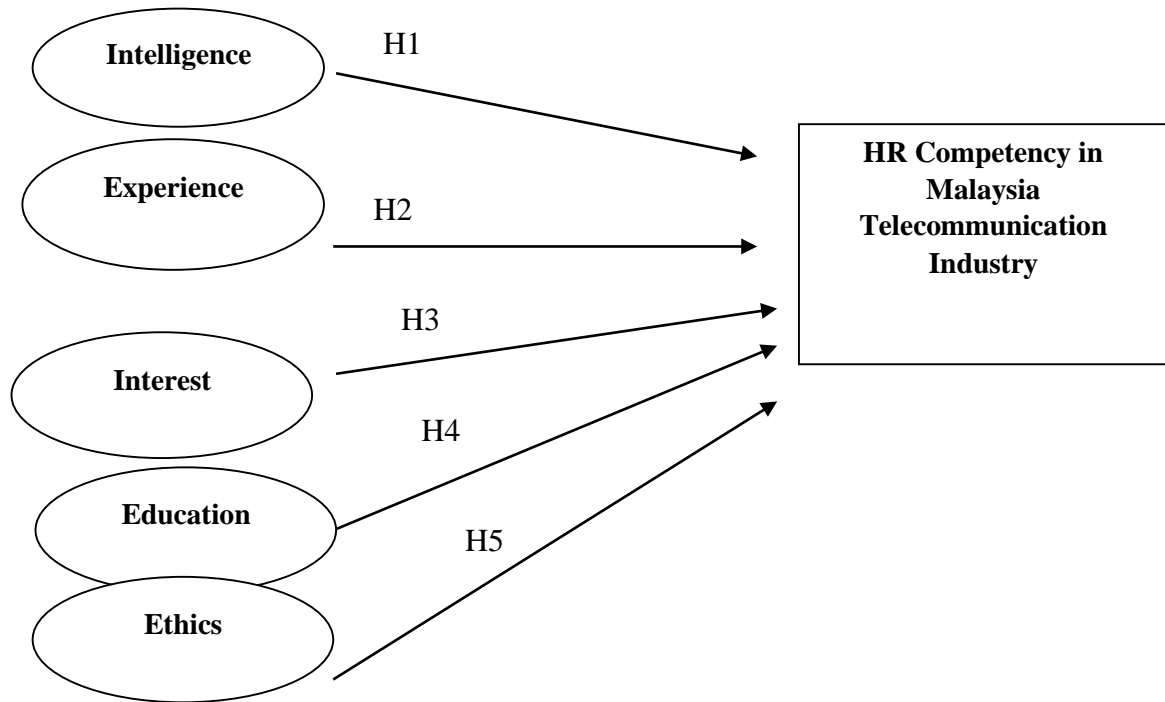 Intelligence
H1
Experience
H2
H3
Interest
H4
Education
H5
Ethics
HR Competency in
Malaysia
Telecommunication
Industry